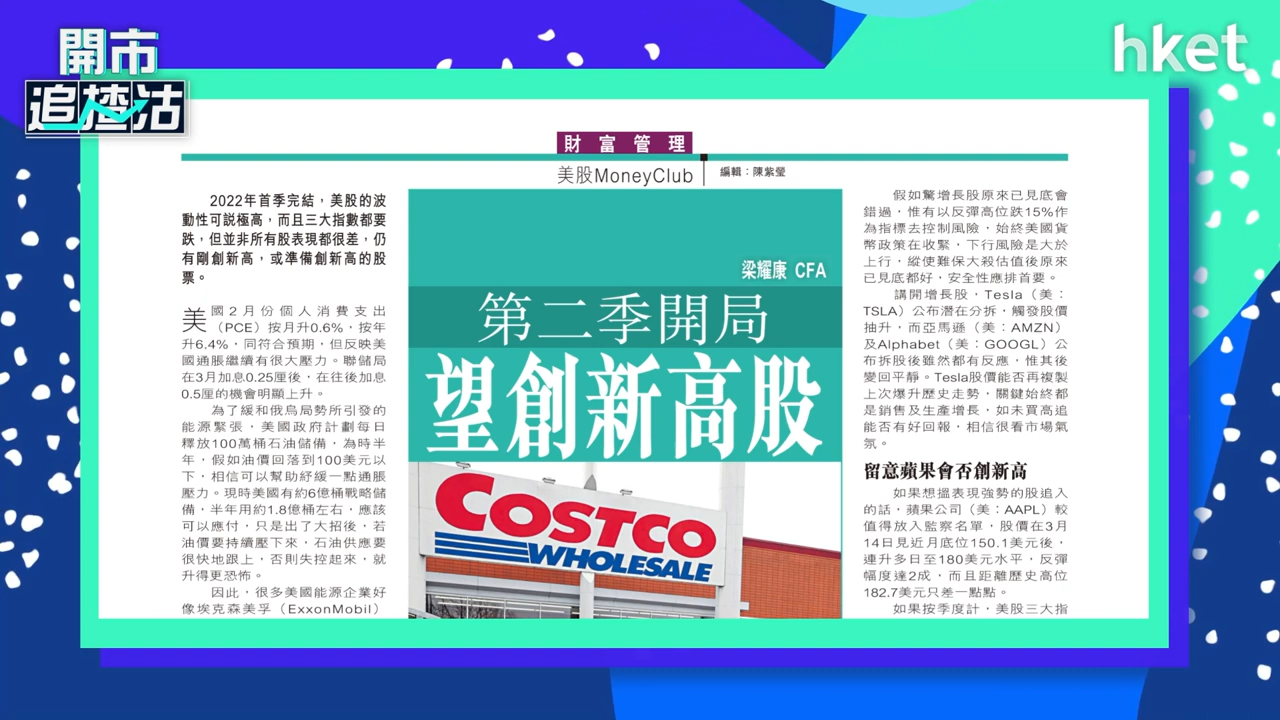 開市
追揸沽
hket
財富管理
美股MoneyClub
編輯：陳紫瑩
2022年首季完結，美股的波
動性可說極高，而且三大指數都要
跌，但並非所有股表現都很差，仍
有剛創新高，或準備創新高的股
票。
美國2月份個人消費支出
（PCE）按月升0.6%，按年
升6.4%，同符合預期，但反映美
國通脹繼續有很大壓力。聯儲局
在3月加息0.25厘後，在往後加息
0.5厘的機會明顯上升。
為了緩和俄烏局勢所引發的
能源緊張，美國政府計劃每日
釋放100萬桶石油儲備，為時半
年，假如油價回落到100美元以
下，相信可以幫助紓緩一點通脹
壓力。現時美國有約6億桶戰略儲
備，半年用約1.8億桶左右，應該
可以應付，只是出了大招後，若
油價要持續壓下來，石油供應要
很快地跟上，否則失控起來，就
升得更恐怖。
因此，很多美國能源企業好
像埃克森美孚（ExxonMobil）
梁耀康 CFA
第二季開局
望創新高股
COSTCO
WHOLESALE
假如驚增長股原來已見底會
錯過，惟有以反彈高位跌15%作
為指標去控制風險，始終美國貨
幣政策在收緊，下行風險是大於
上行，縱使難保大殺估值後原來
已見底都好，安全性應排首要。
講開增長股，Tesla（美：
TSLA）公布潛在分拆，觸發股價
抽升，而亞馬遜（美：AMZN）
及Alphabet（美：GOOGL）公
布拆股後雖然都有反應，惟其後
變回平靜。Tesla股價能否再複製
上次爆升歷史走勢，關鍵始終都
是銷售及生產增長，如未買高追
能否有好回報，相信很看市場氣
氛。
留意蘋果會否創新高
如果想搵表現強勢的股追入
的話，蘋果公司（美：AAPL）較
值得放入監察名單，股價在3月
14日見近月底位150.1美元後，
連升多日至180美元水平，反彈
幅度達2成，而且距離歷史高位
182.7美元只差一點點。
如果按季度計，美股三大指